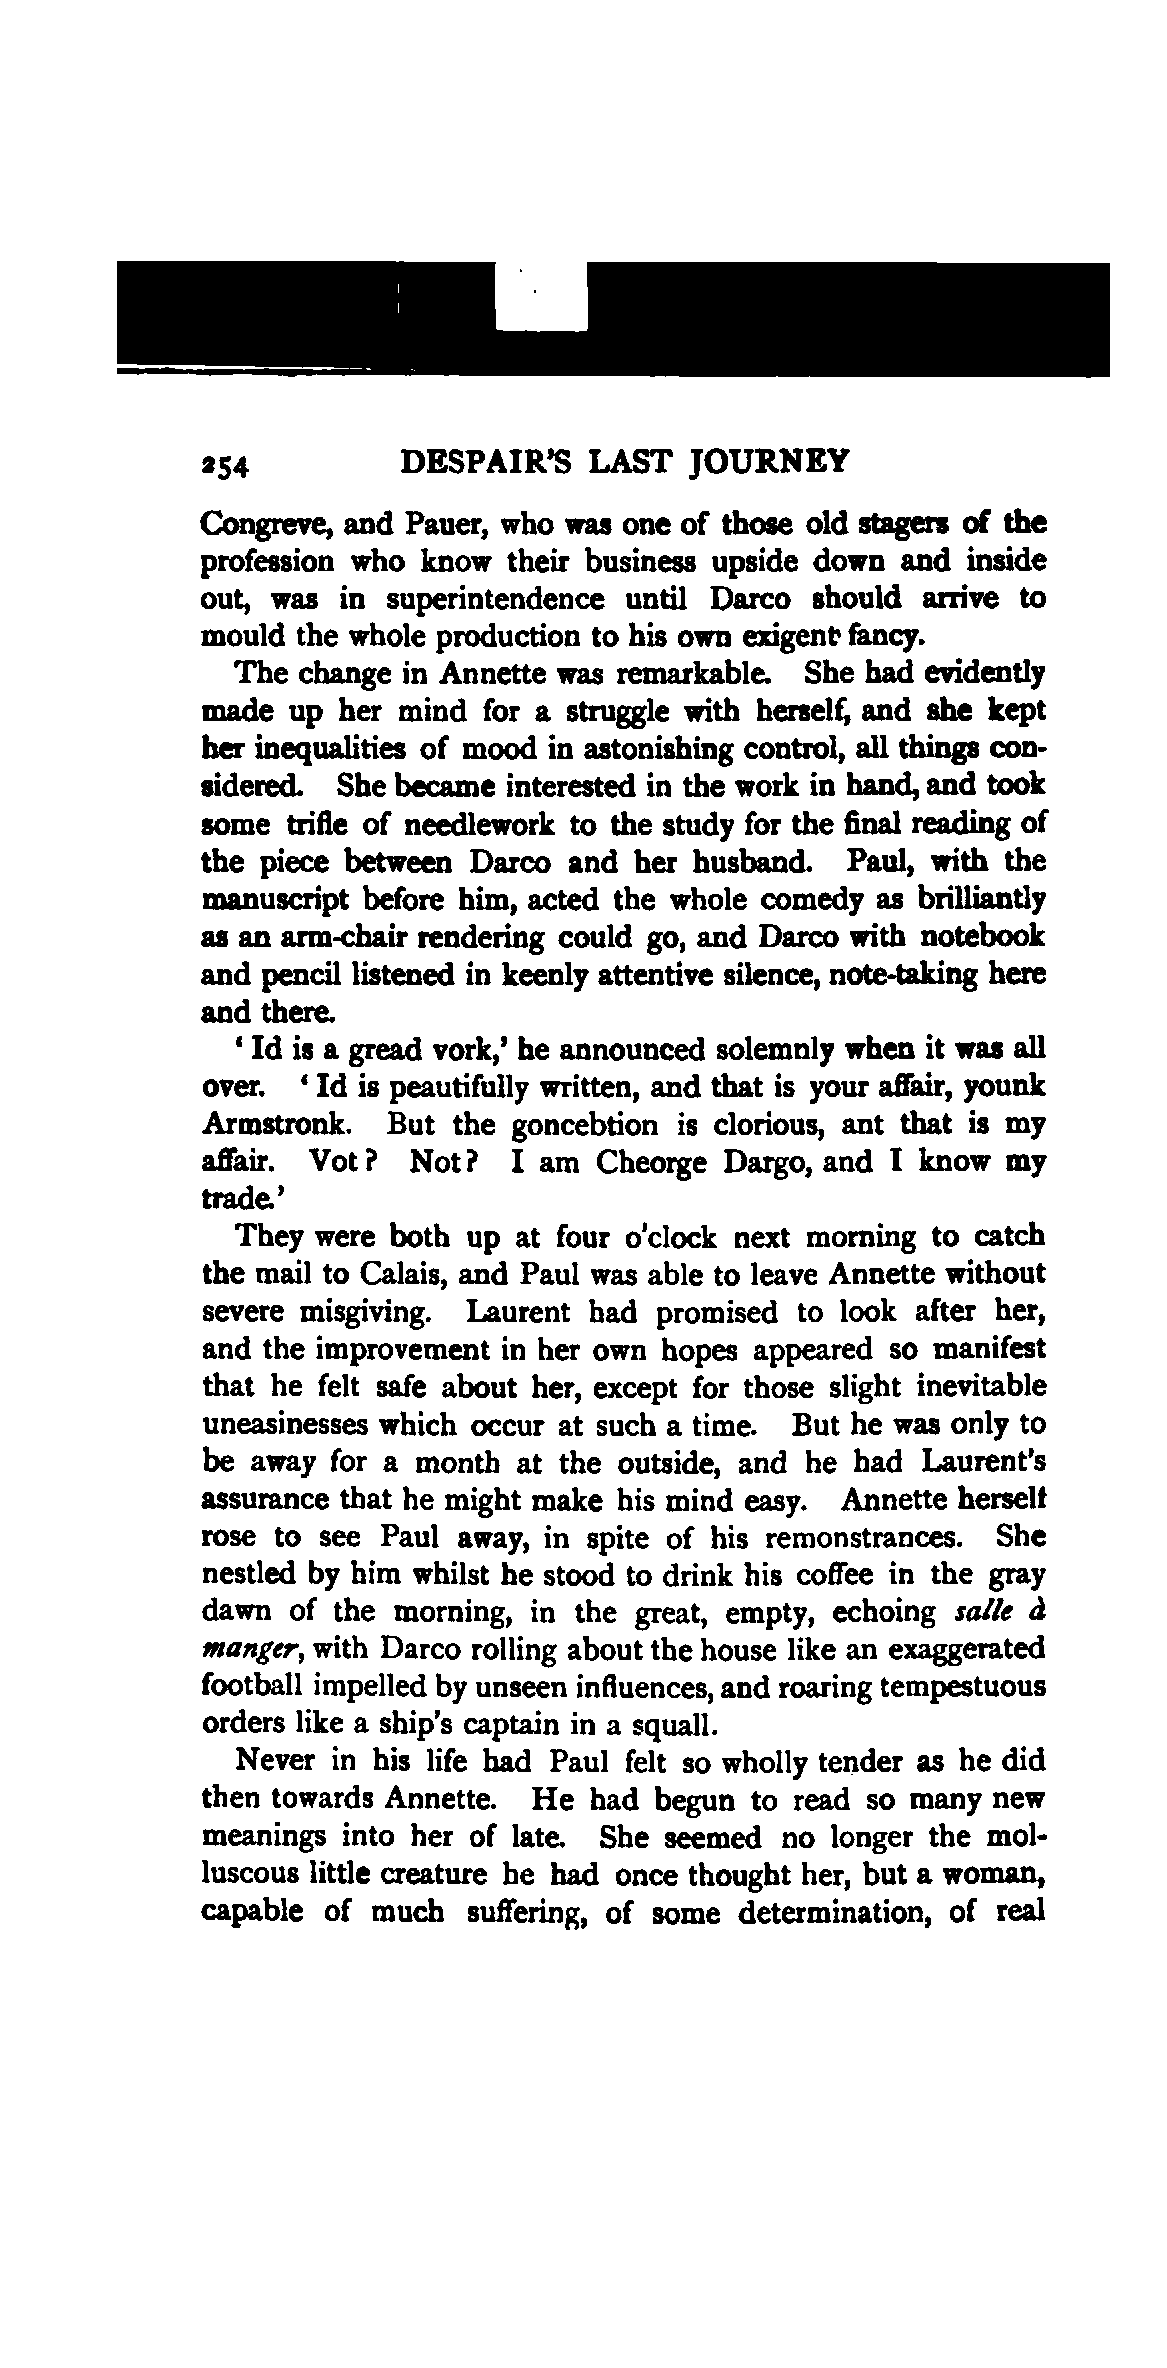 254 DESPAIR'S LAST JOURNEY
Congreve, and Pauer, who was one of those old stagers of the
profession who know their business upside down and inside
out, was in superintendence until Darco should arrive to
mould the whole production to his own exigent fancy.
The change in Annette was remarkable. She had evidently
made up her mind for a struggle with herself, and she kept
her inequalities of mood in astonishing control, all things con-
sidered. She became interested in the work in hand, and took
some trifle of needlework to the study for the final reading of
the piece between Darco and her husband. Paul, with the
manuscript before him, acted the whole comedy as brilliantly
as an arm-chair rendering could go, and Darco with notebook
and pencil listened in keenly attentive silence, note-taking here
and there.
‘Id is a gread vork,’ he announced solemnly when it was all
over. ‘Id is peautifully written, and that is your affair, younk
Armstronk. But the goncebtion is clorious, ant that is my
affair. Vot? Not? I am Cheorge Dargo, and I know my
trade.’
They were both up at four o'clock next morning to catch
the mail to Calais, and Paul was able to leave Annette without
severe misgiving. Laurent had promised to look after her,
and the improvement in her own hopes appeared so manifest
that he felt safe about her, except for those slight inevitable
uneasinesses which occur at such a time. But he was only to
be away for a month at the outside, and he had Laurent's
assurance that he might make his mind easy. Annette herself
rose to see Paul away, in spite of his remonstrances. She
nestled by him whilst he stood to drink his coffee in the gray
dawn of the morning, in the great, empty, echoing salle à
manger, with Darco rolling about the house like an exaggerated
football impelled by unseen influences, and roaring tempestuous
orders like a ship's captain in a squall.
Never in his life had Paul felt so wholly tender as he did
then towards Annette. He had begun to read so many new
meanings into her of late. She seemed no longer the mol-
luscous little creature he had once thought her, but a woman,
capable of much suffering, of some determination, of real